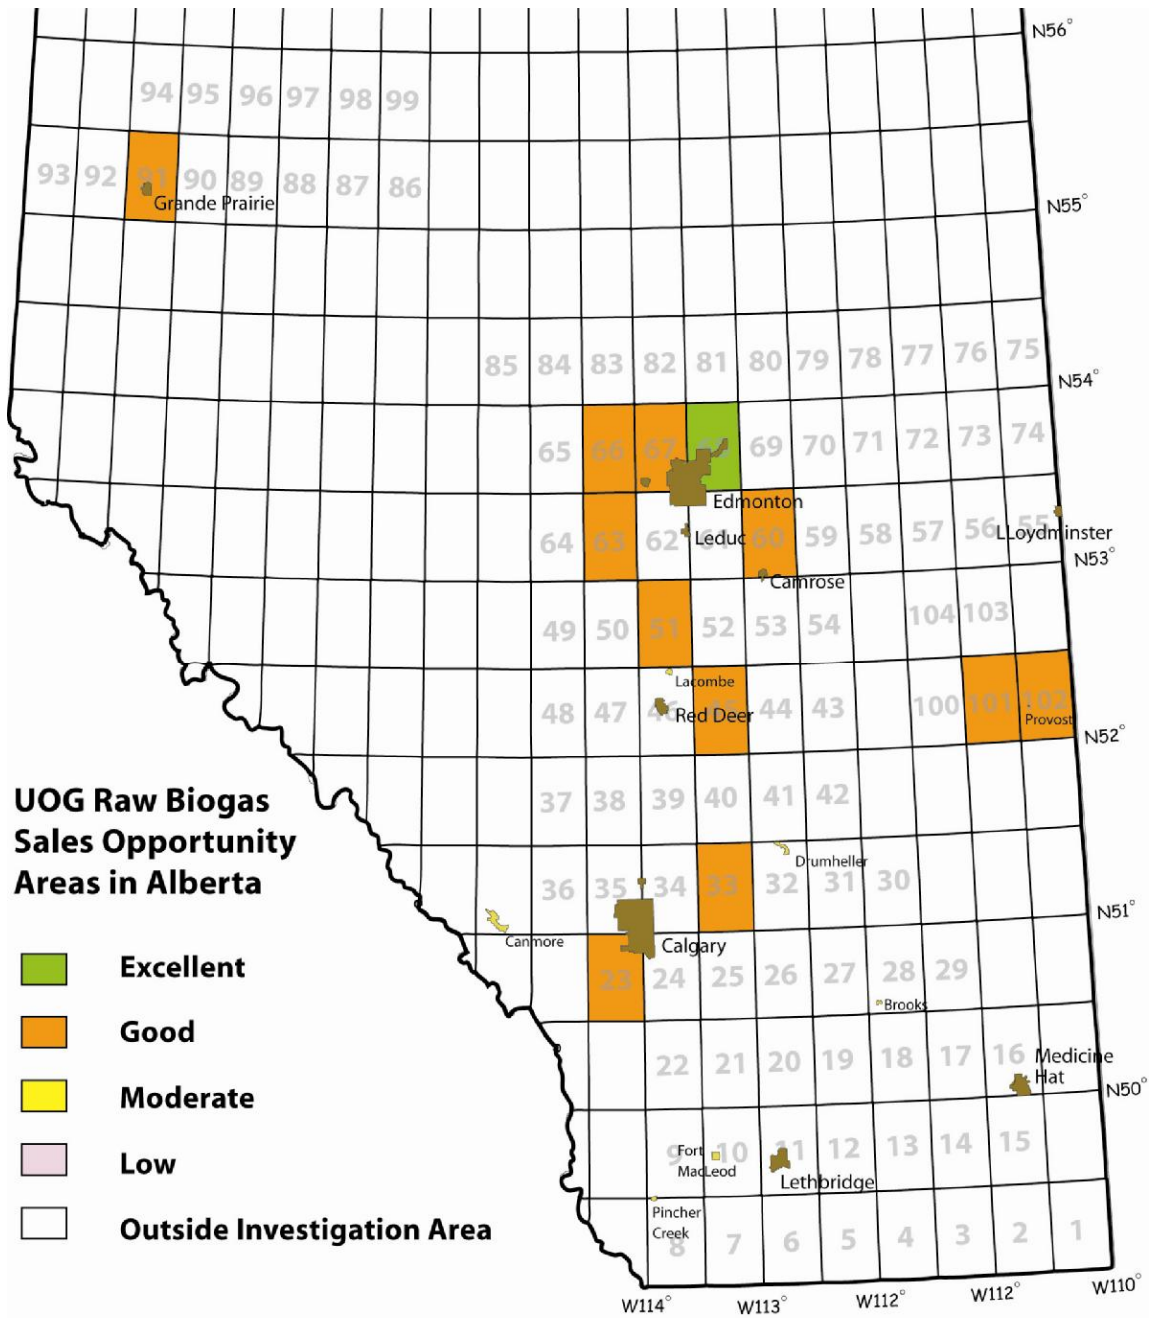 N56°
94 95 96 97 98 99
93 92 91 90 89 88 87 86
Grande Prairie
N55°
85 84 83 82 81 80 79 78 77 76 75
N54°
65 66 67 68 69 70 71 72 73 74
Edmonton
64 63 62 61 60 59 58 57 56 55
Leduc
LLoydminster
N53°
Camrose
49 50 51 52 53 54 104 103
Lacombe
48 47 46 45 44 43 100 101 102
Red Deer
Provost
N52°
UOG Raw Biogas
Sales Opportunity
Areas in Alberta
37 38 39 40 41 42
Drumheller
36 35 34 33 32 31 30
N51°
Canmore
Calgary
23 24 25 26 27 28 29
Brooks
22 21 20 19 18 17 16
Medicine
Hat
N50°
9 10 11 12 13 14 15
Fort
MacLeod
Lethbridge
Pincher
Creek
8 7 6 5 4 3 2 1
Excellent
Good
Moderate
Low
Outside Investigation Area
W114° W113° W112° W112° W110°